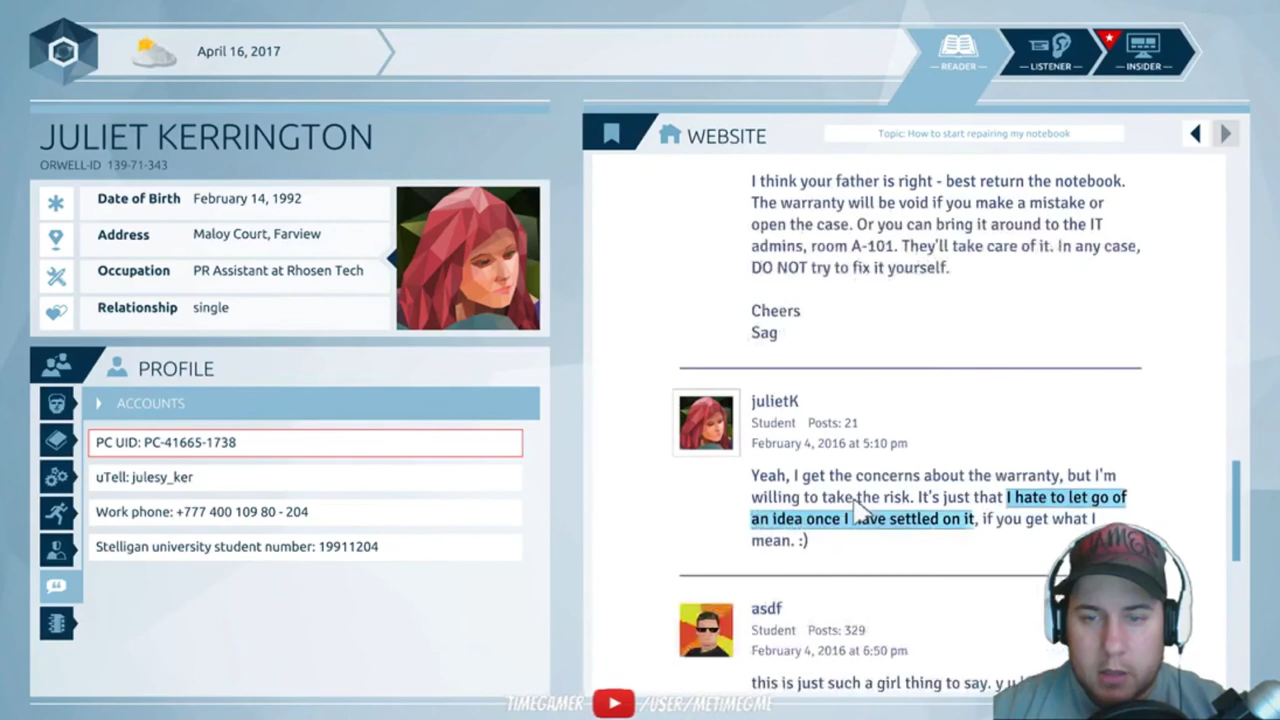 April 16, 2017
READER
LISTENER
INSIDER
JULIET KERRINGTON
ORWELL-ID 139-71-343
Date of Birth February 14, 1992
Address Maloy Court, Farview
Occupation PR Assistant at Rhosen Tech
Relationship single
PROFILE
ACCOUNTS
PC UID: PC-41665-1738
uTell: julesy_ker
Work phone: +777 400 109 80 - 204
Stelligan university student number: 19911204
WEBSITE
Topic: How to start repairing my notebook
I think your father is right - best return the notebook.
The warranty will be void if you make a mistake or
open the case. Or you can bring it around to the IT
admins, room A-101. They'll take care of it. In any case,
DO NOT try to fix it yourself.
Cheers
Sag
julietK
Student Posts: 21
February 4, 2016 at 5:10 pm
Yeah, I get the concerns about the warranty, but I'm
willing to take the risk. It's just that I hate to let go of
an idea once I have settled on it, if you get what I
mean. :)
asdf
Student Posts: 329
February 4, 2016 at 6:50 pm
this is just such a girl thing to say. y u
TIMEGAMER /USER/METIMEGME